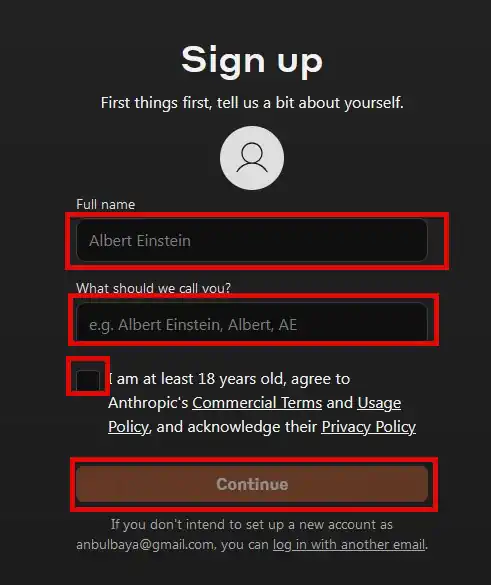 Sign up
First things first, tell us a bit about yourself.
Full name
Albert Einstein
What should we call you?
e.g. Albert Einstein, Albert, AE
I am at least 18 years old, agree to
Anthropic's Commercial Terms and Usage
Policy, and acknowledge their Privacy Policy
Continue
If you don't intend to set up a new account as
anbulbaya@gmail.com, you can log in with another email.